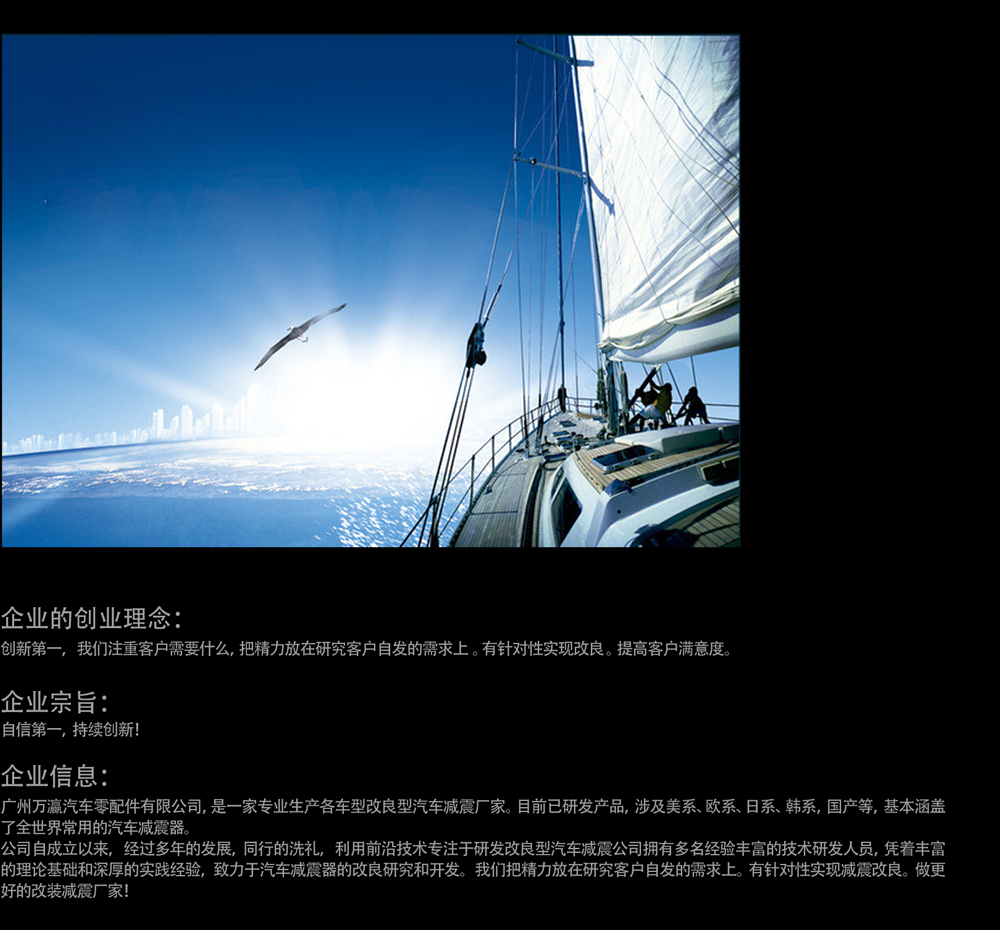 企业的创业理念：
创新第一, 我们注重客户需要什么, 把精力放在研究客户自发的需求上。有针对性实现改良。提高客户满意度。
企业宗旨：
自信第一, 持续创新!
企业信息：
广州万瀛汽车零配件有限公司, 是一家专业生产各车型改良型汽车减震厂家。目前已研发产品, 涉及美系、欧系、日系、韩系, 国产等, 基本涵盖
了全世界常用的汽车减震器。
公司自成立以来, 经过多年的发展, 同行的洗礼, 利用前沿技术专注于研发改良型汽车减震公司拥有多名经验丰富的技术研发人员, 凭着丰富
的理论基础和深厚的实践经验, 致力于汽车减震器的改良研究和开发。我们把精力放在研究客户自发的需求上。有针对性实现减震改良。做更
好的改装减震厂家!